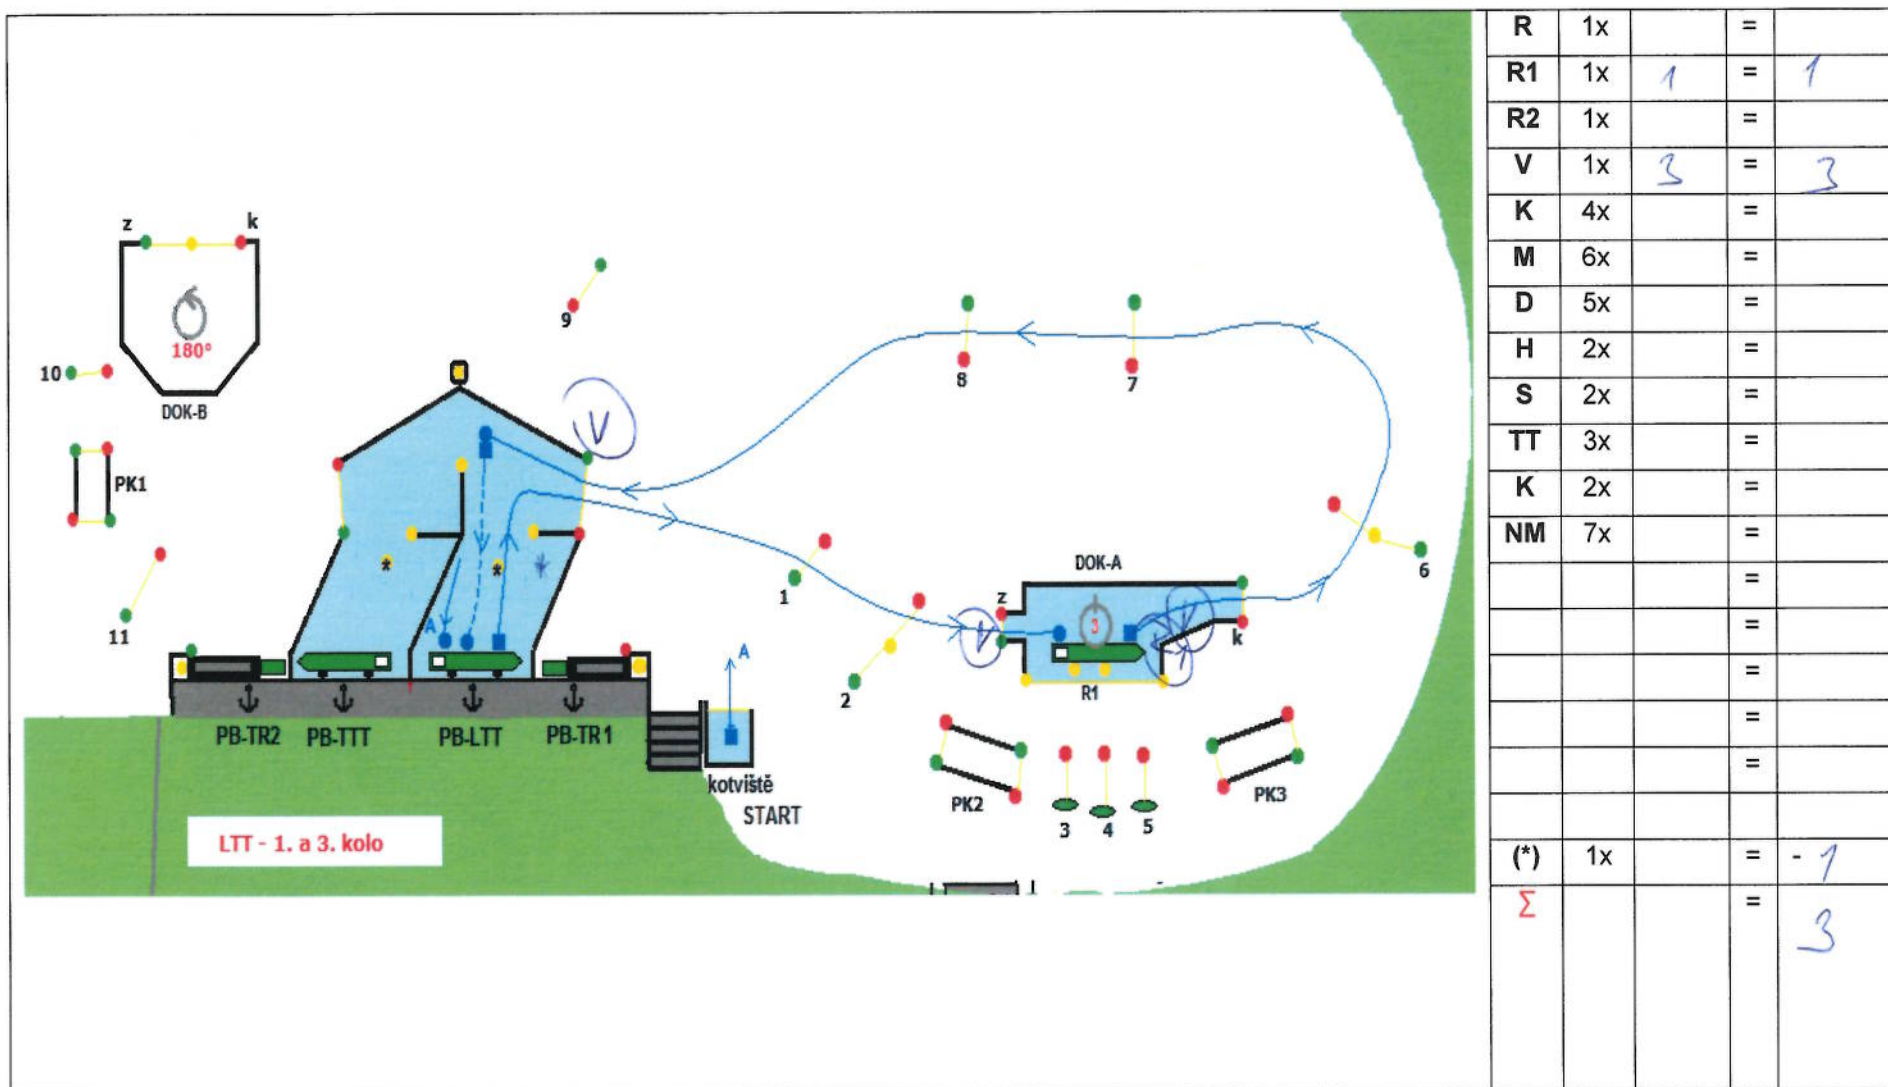 z k
180°
DOK-B
10
PK1
11
9
V
8
7
6
1
2
DOK-A
z
V
3
V
k
R1
*
*
A
A
PB-TR2 PB-TTT PB-LTT PB-TR1
kotviště
START
PK2
3 4 5
PK3
LTT - 1. a 3. kolo
R 1x =
R1 1x 1 = 1
R2 1x =
V 1x 3 = 3
K 4x =
M 6x =
D 5x =
H 2x =
S 2x =
TT 3x =
K 2x =
NM 7x =
=
=
=
=
=
(*) 1x = - 1
Σ = 3